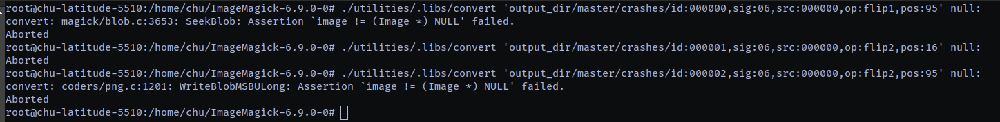 root@chu-latitude-5510:/home/chu/ImageMagick-6.9.0-0# ./utilities/.libs/convert 'output_dir/master/crashes/id:000000,sig:06,src:000000,op:flip1,pos:95' null:
convert: magick/blob.c:3653: SeekBlob: Assertion `image != (Image *) NULL' failed.
Aborted
root@chu-latitude-5510:/home/chu/ImageMagick-6.9.0-0# ./utilities/.libs/convert 'output_dir/master/crashes/id:000001,sig:06,src:000000,op:flip2,pos:16' null:
Aborted
root@chu-latitude-5510:/home/chu/ImageMagick-6.9.0-0# ./utilities/.libs/convert 'output_dir/master/crashes/id:000002,sig:06,src:000000,op:flip2,pos:95' null:
convert: coders/png.c:1201: WriteBlobMSBULong: Assertion `image != (Image *) NULL' failed.
Aborted
root@chu-latitude-5510:/home/chu/ImageMagick-6.9.0-0#